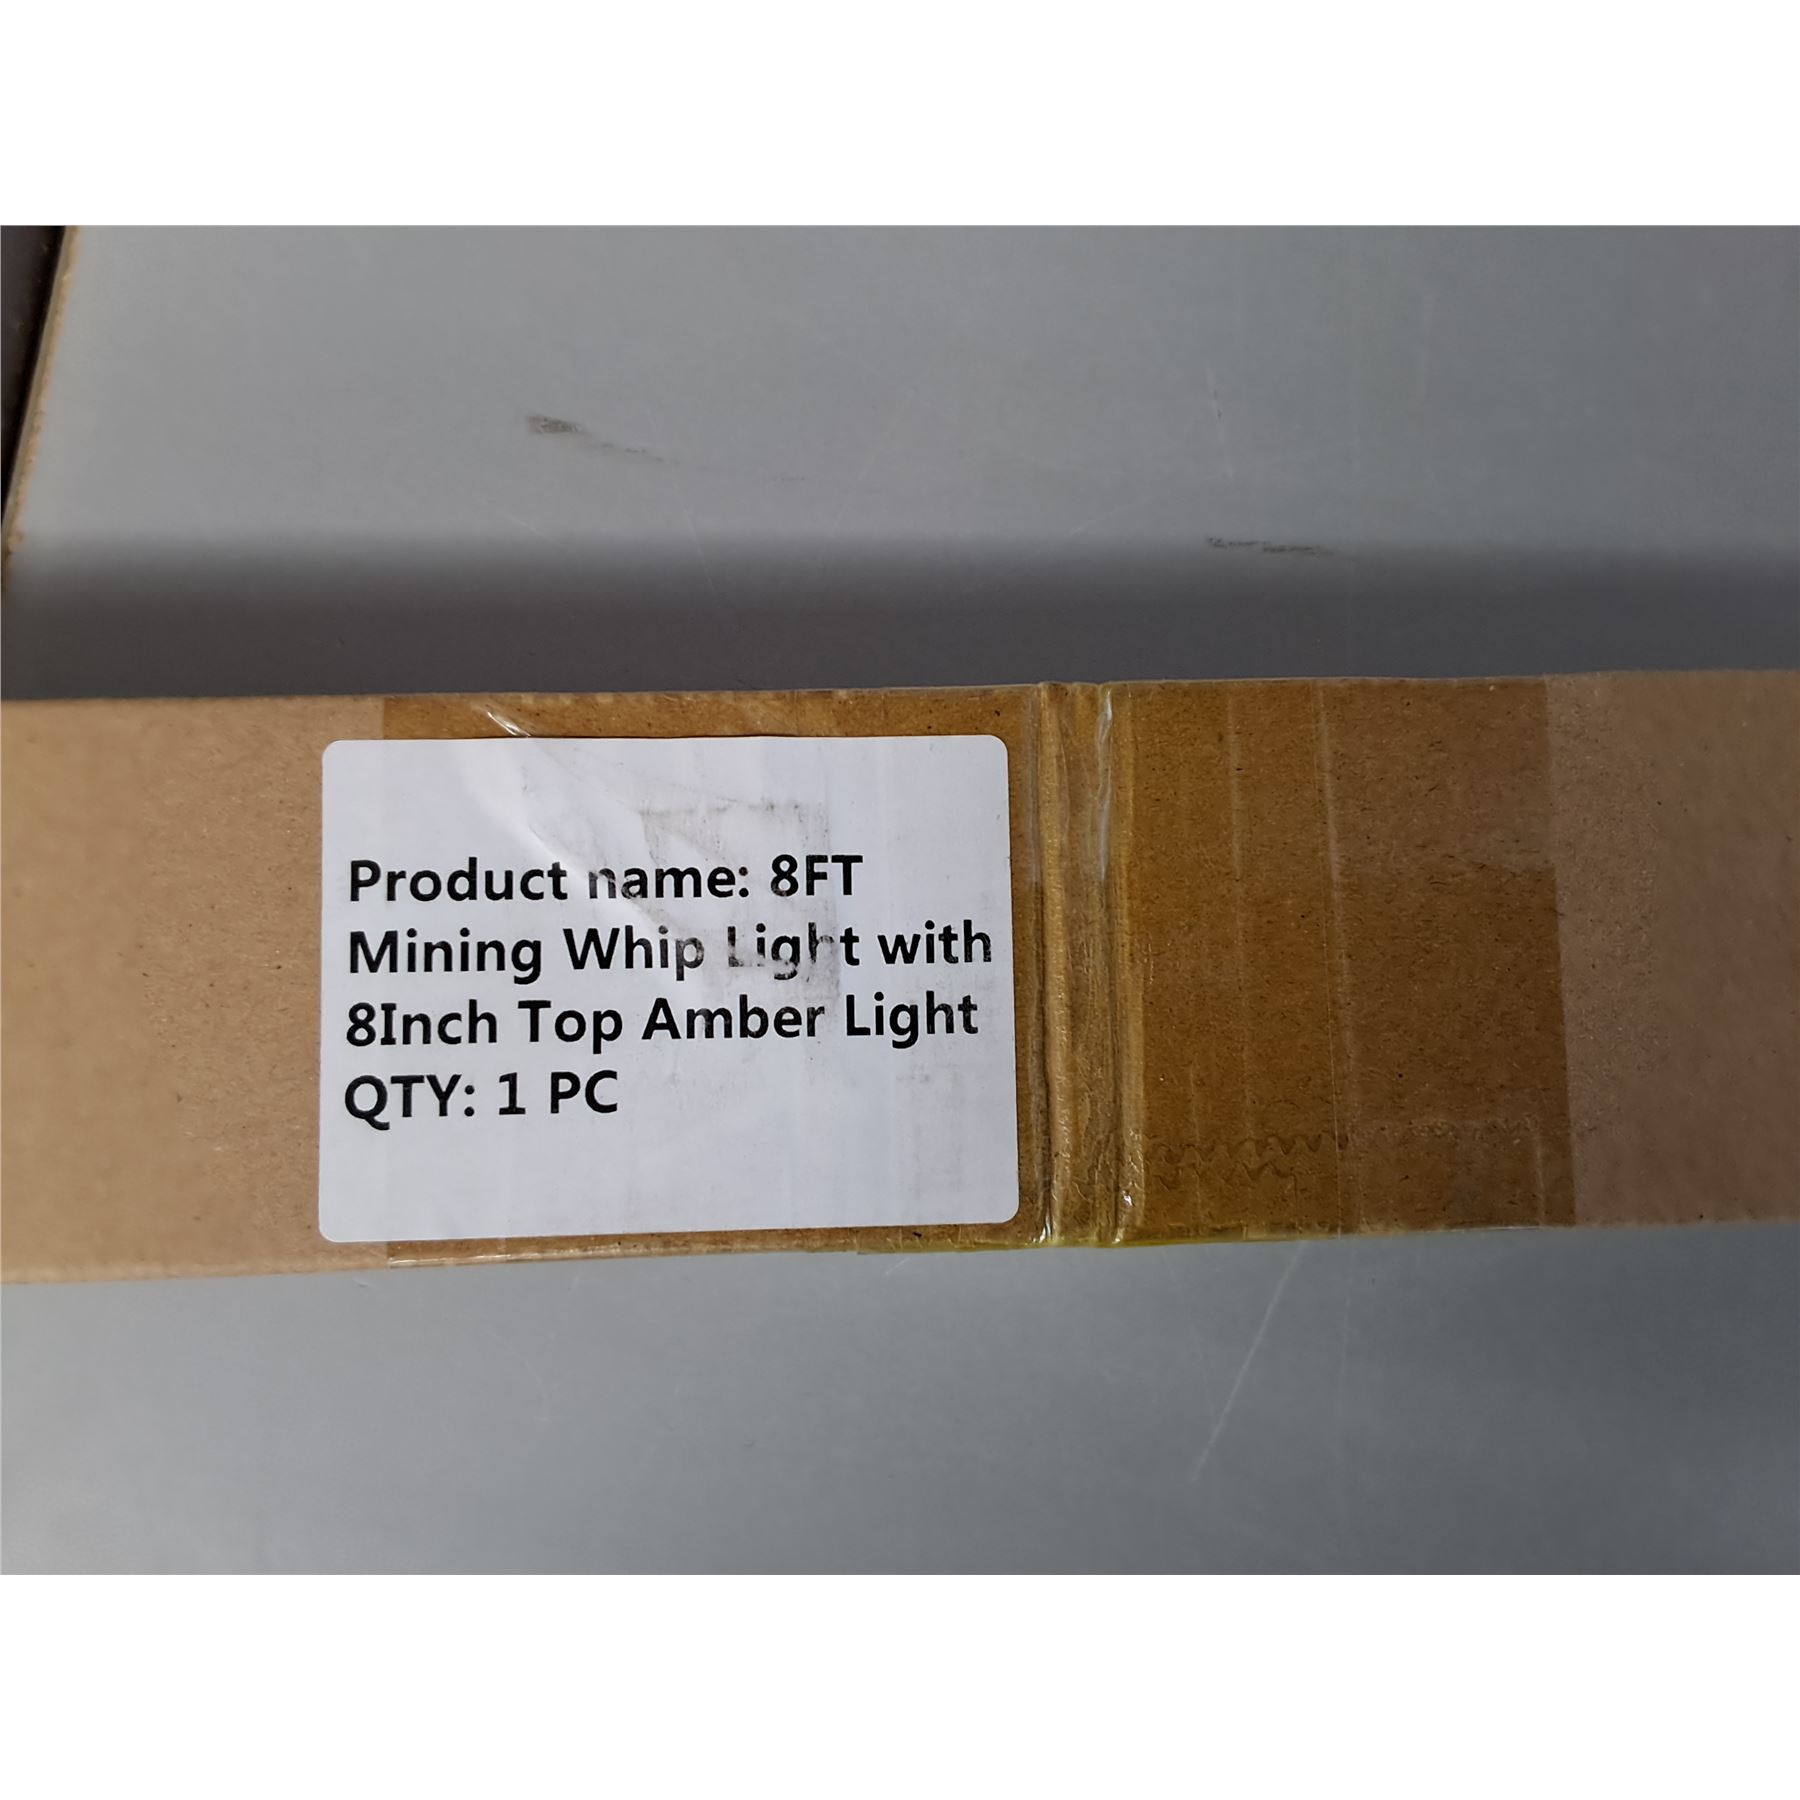 Product name: 8FT
Mining Whip Light with
8Inch Top Amber Light
QTY: 1 PC